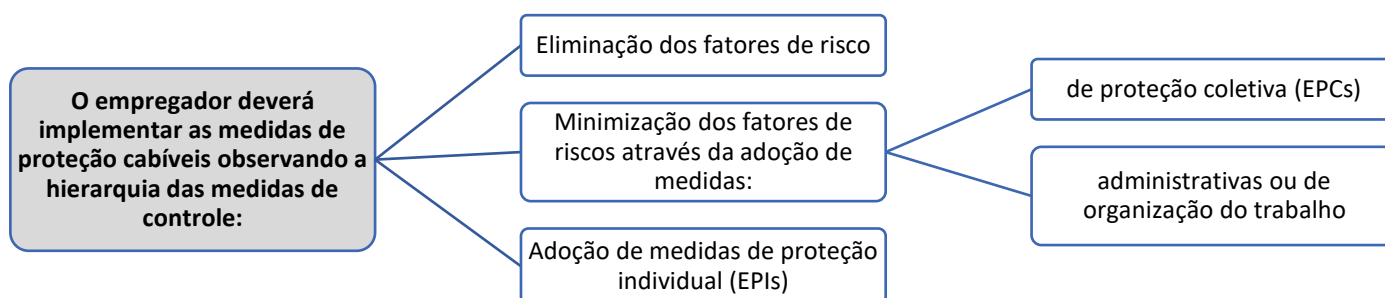 O empregador deverá
implementar as medidas de
proteção cabíveis observando a
hierarquia das medidas de
controle:
Eliminação dos fatores de risco
Minimização dos fatores de
riscos através da adoção de
medidas:
de proteção coletiva (EPCs)
administrativas ou de
organização do trabalho
Adoção de medidas de proteção
individual (EPIs)